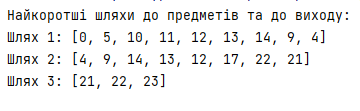 Найкоротші шляхи до предметів та до виходу:
Шлях 1: [0, 5, 10, 11, 12, 13, 14, 9, 4]
Шлях 2: [4, 9, 14, 13, 12, 17, 22, 21]
Шлях 3: [21, 22, 23]